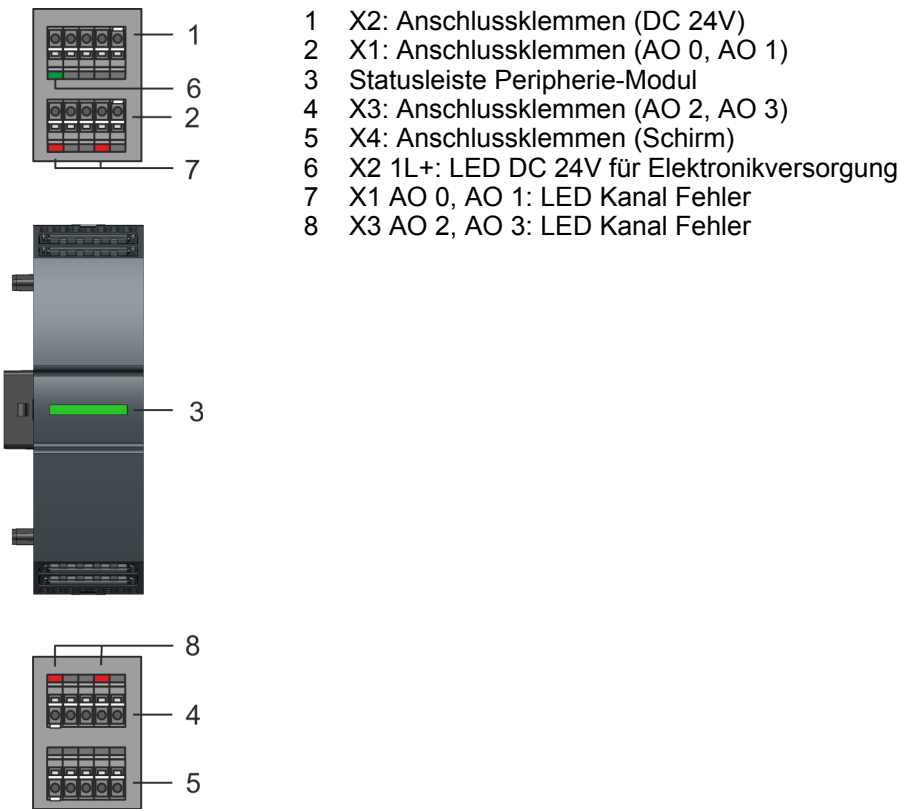 1
6
2
7
3
8
4
5
1 X2: Anschlussklemmen (DC 24V)
2 X1: Anschlussklemmen (AO 0, AO 1)
3 Statusleiste Peripherie-Modul
4 X3: Anschlussklemmen (AO 2, AO 3)
5 X4: Anschlussklemmen (Schirm)
6 X2 1L+: LED DC 24V für Elektronikversorgung
7 X1 AO 0, AO 1: LED Kanal Fehler
8 X3 AO 2, AO 3: LED Kanal Fehler